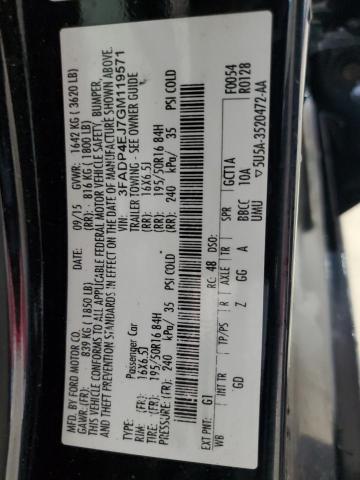 MFD. BY FORD MOTOR CO.
DATE: 09/15 GVWR: 1642 KG ( 3620 LB)
GAWR:(FR): 839 KG ( 1850 LB) (RR): 816 KG ( 1800 LB)
THIS VEHICLE CONFORMS TO ALL APPLICABLE FEDERAL MOTOR VEHICLE SAFETY, BUMPER,
AND THEFT PREVENTION STANDARDS IN EFFECT ON THE DATE OF MANUFACTURE SHOWN ABOVE.
VIN: 3FADP4EJ7GM119571
TYPE: Passenger Car TRAILER TOWING - SEE OWNER GUIDE
RIM: (FR): 16X6.5J (RR): 16X6.5J
TIRE (FR): 195/50R16 84H (RR): 195/50R16 84H
PRESSURE:(FR): 240 kPa/ 35 PSI COLD (RR): 240 kPa/ 35 PSI COLD
F0054
R0128
EXT PNT: G1 RC: 48 DSO:
WB INT TR TP/PS R AXLE TR SPR GCT1A
GD Z GG A BBCC 10A
UMU
5U5A-3520472-AA